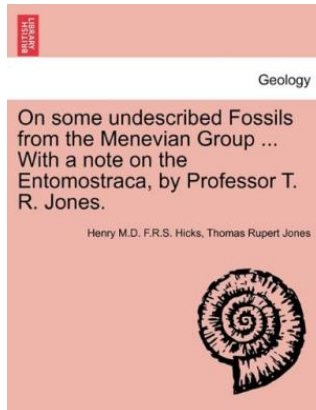 BRITISH
LIBRARY
Geology
On some undescribed Fossils
from the Menevian Group ...
With a note on the
Entomostraca, by Professor T.
R. Jones.
Henry M.D. F.R.S. Hicks, Thomas Rupert Jones